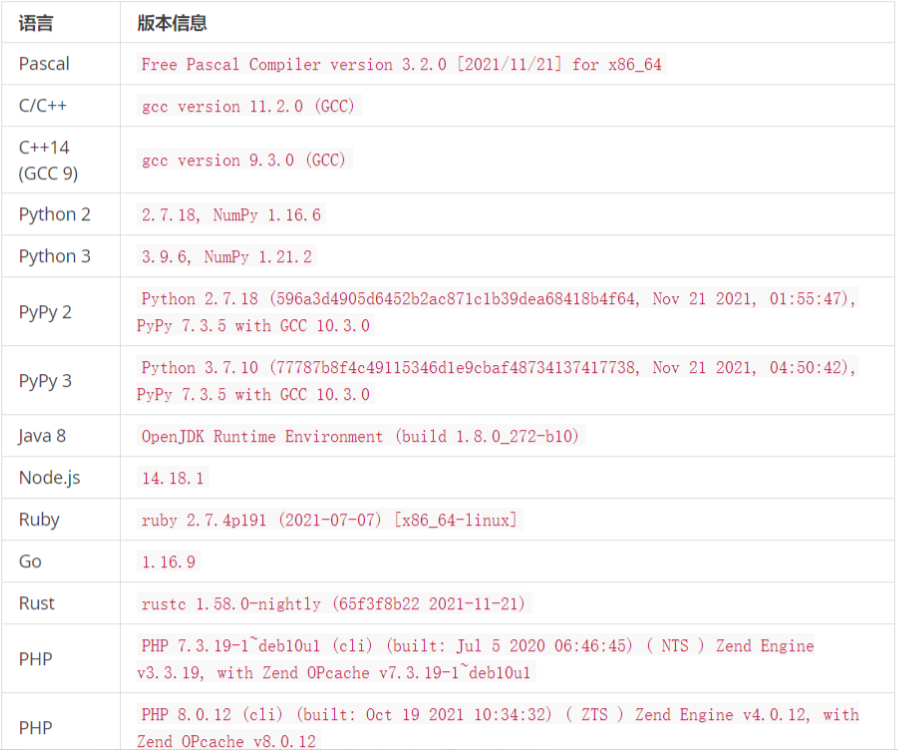 语言 版本信息
Pascal Free Pascal Compiler version 3.2.0 [2021/11/21] for x86_64
C/C++ gcc version 11.2.0 (GCC)
C++14
(GCC 9)
gcc version 9.3.0 (GCC)
Python 2 2.7.18, NumPy 1.16.6
Python 3 3.9.6, NumPy 1.21.2
PyPy 2
Python 2.7.18 (596a3d4905d6452b2ac871c1b39dea68418b4f64, Nov 21 2021, 01:55:47),
PyPy 7.3.5 with GCC 10.3.0
PyPy 3
Python 3.7.10 (77787b8f4c49115346d1e9cbaf48734137417738, Nov 21 2021, 04:50:42),
PyPy 7.3.5 with GCC 10.3.0
Java 8 OpenJDK Runtime Environment (build 1.8.0_272-b10)
Node.js 14.18.1
Ruby ruby 2.7.4p191 (2021-07-07) [x86_64-linux]
Go 1.16.9
Rust rustc 1.58.0-nightly (65f3f8b22 2021-11-21)
PHP
PHP 7.3.19-1~deb10u1 (cli) (built: Jul 5 2020 06:46:45) ( NTS ) Zend Engine
v3.3.19, with Zend OPcache v7.3.19-1~deb10u1
PHP
PHP 8.0.12 (cli) (built: Oct 19 2021 10:34:32) ( ZTS ) Zend Engine v4.0.12, with
Zend OPcache v8.0.12